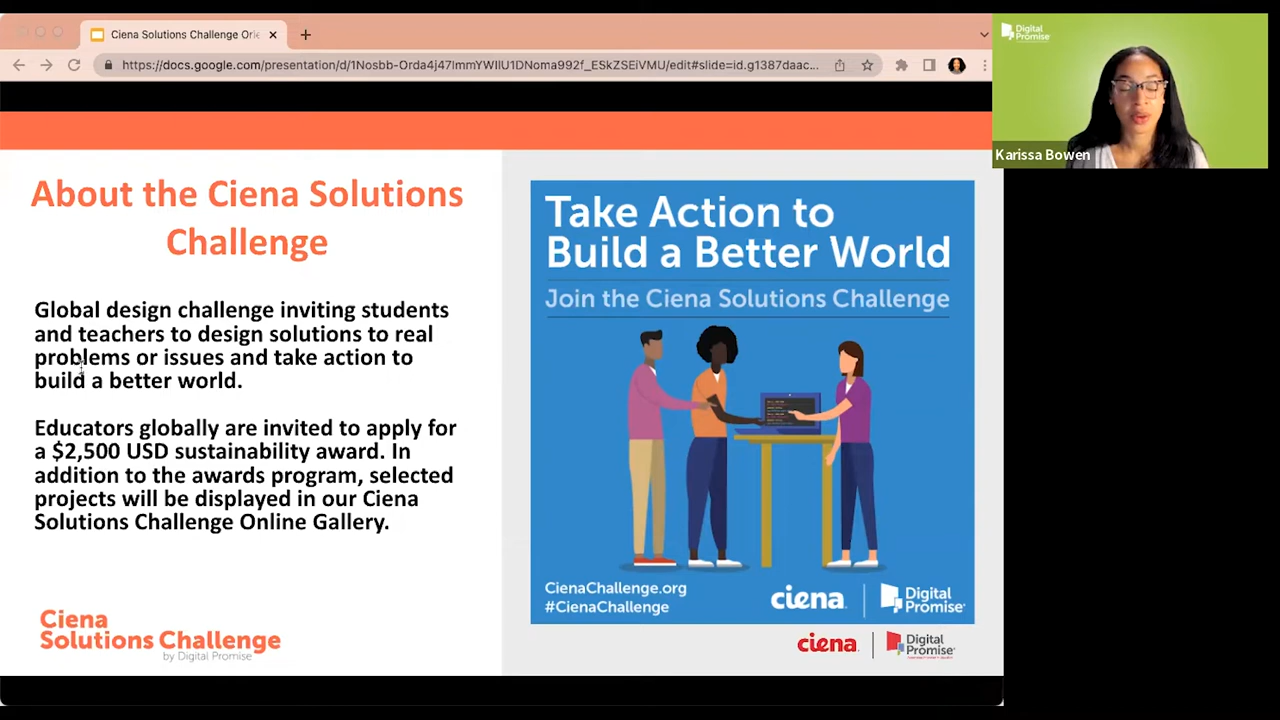 Ciena Solutions Challenge Orie
https://docs.google.com/presentation/d/1Nosbb-Orda4j47lmmYWIlU1DNoma992f_ESkZSEiVMU/edit#slide=id.g1387daac...
Digital
Promise
Karissa Bowen
About the Ciena Solutions
Challenge
Global design challenge inviting students
and teachers to design solutions to real
problems or issues and take action to
build a better world.
Educators globally are invited to apply for
a $2,500 USD sustainability award. In
addition to the awards program, selected
projects will be displayed in our Ciena
Solutions Challenge Online Gallery.
Ciena
Solutions Challenge
by Digital Promise
Take Action to
Build a Better World
Join the Ciena Solutions Challenge
CienaChallenge.org
#CienaChallenge
ciena
Digital
Promise
ciena
Digital
Promise